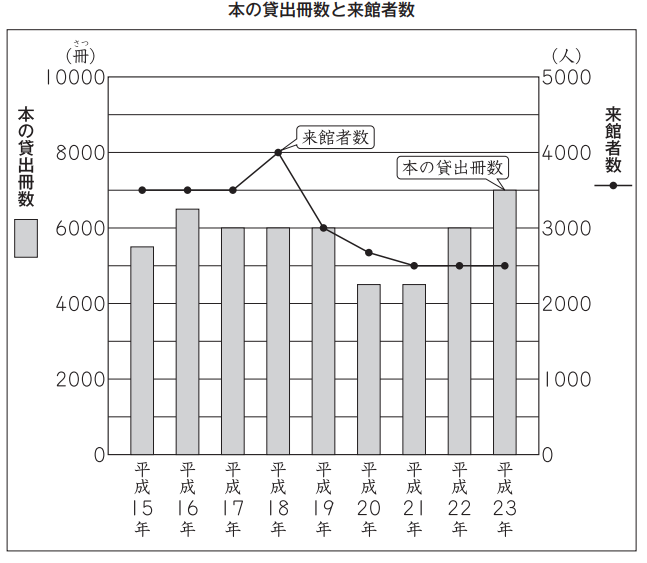 本の貸出冊数と来館者数
さつ
(冊)
(人)
10000
8000
6000
4000
2000
0
5000
4000
3000
2000
1000
0
本の貸出冊数
来館者数
来館者数
本の貸出冊数
平成15年
平成16年
平成17年
平成18年
平成19年
平成20年
平成21年
平成22年
平成23年